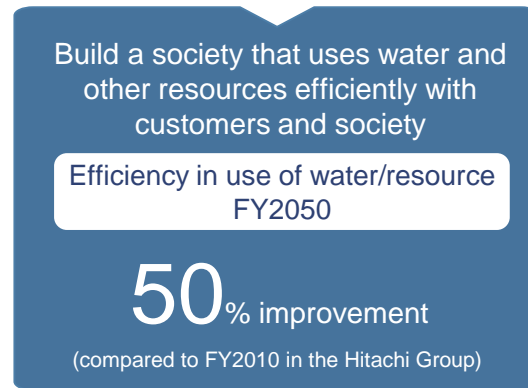 Build a society that uses water and
other resources efficiently with
customers and society
Efficiency in use of water/resource
FY2050
50% improvement
(compared to FY2010 in the Hitachi Group)